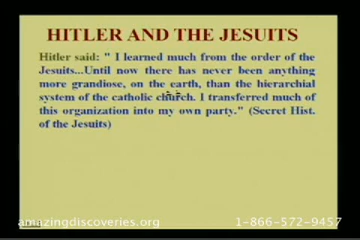 HITLER AND THE JESUITS
Hitler said: " I learned much from the order of the
Jesuits...Until now there has never been anything
more grandiose, on the earth, than the hierarchial
system of the catholic church. I transferred much of
this organization into my own party." (Secret Hist.
of the Jesuits)
amazingdiscoveries.org 1-866-572-9457